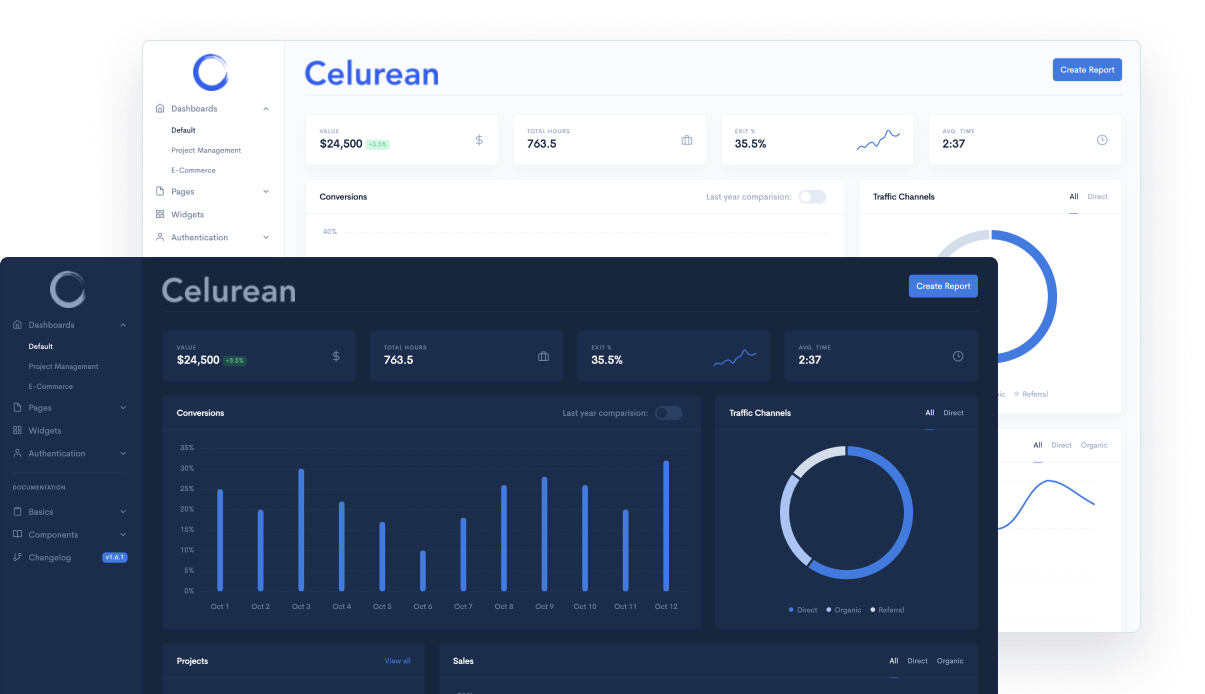 Celurean
Create Report
Dashboards
Default
Project Management
E-Commerce
Pages
Widgets
Authentication
VALUE
$24,500 +3.5%
TOTAL HOURS
763.5
EXIT %
35.5%
AVG. TIME
2:37
Conversions
Last year comparision:
40%
Traffic Channels
All Direct
Referral
All Direct Organic
Celurean
Create Report
Dashboards
Default
Project Management
E-Commerce
Pages
Widgets
Authentication
DOCUMENTATION
Basics
Components
Changelog v1.6.1
VALUE
$24,500 +3.5%
TOTAL HOURS
763.5
EXIT %
35.5%
AVG. TIME
2:37
Conversions
Last year comparision:
35%
30%
25%
20%
15%
10%
5%
0%
Oct 1 Oct 2 Oct 3 Oct 4 Oct 5 Oct 6 Oct 7 Oct 8 Oct 9 Oct 10 Oct 11 Oct 12
Traffic Channels
All Direct
Direct Organic Referral
Projects
View all
Sales
All Direct Organic